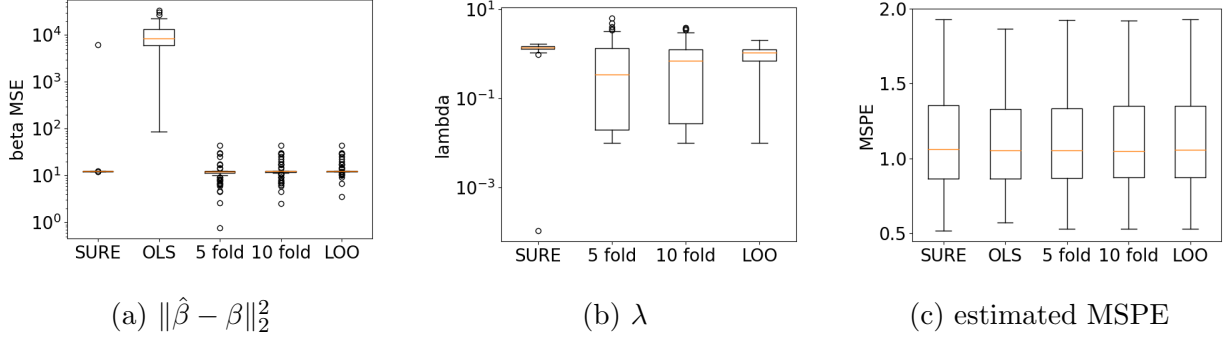 beta MSE
10^4
10^3
10^2
10^1
10^0
SURE OLS 5 fold 10 fold LOO
(a) ‖β̂ − β‖₂²
lambda
10^1
10^−1
10^−3
SURE 5 fold 10 fold LOO
(b) λ
MSPE
2.0
1.5
1.0
0.5
SURE OLS 5 fold 10 fold LOO
(c) estimated MSPE